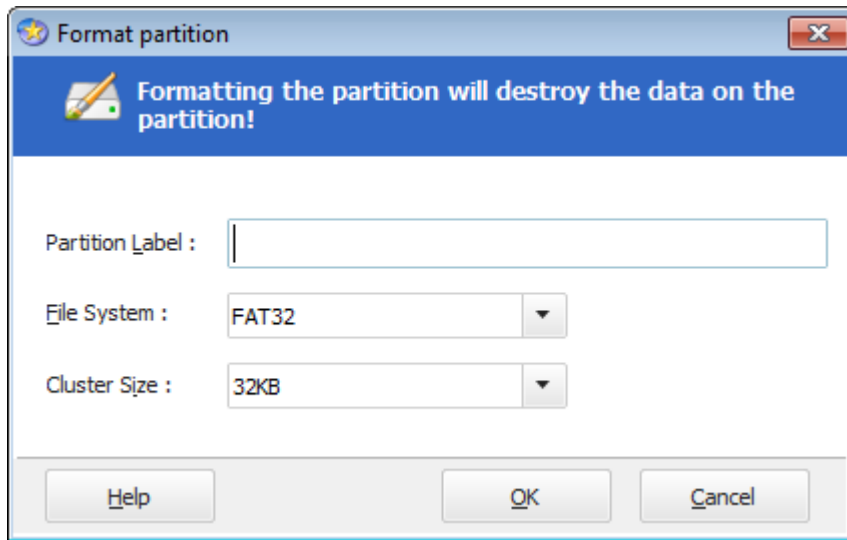 Format partition
Formatting the partition will destroy the data on the
partition!
Partition Label :
File System : FAT32
Cluster Size : 32KB
Help OK Cancel